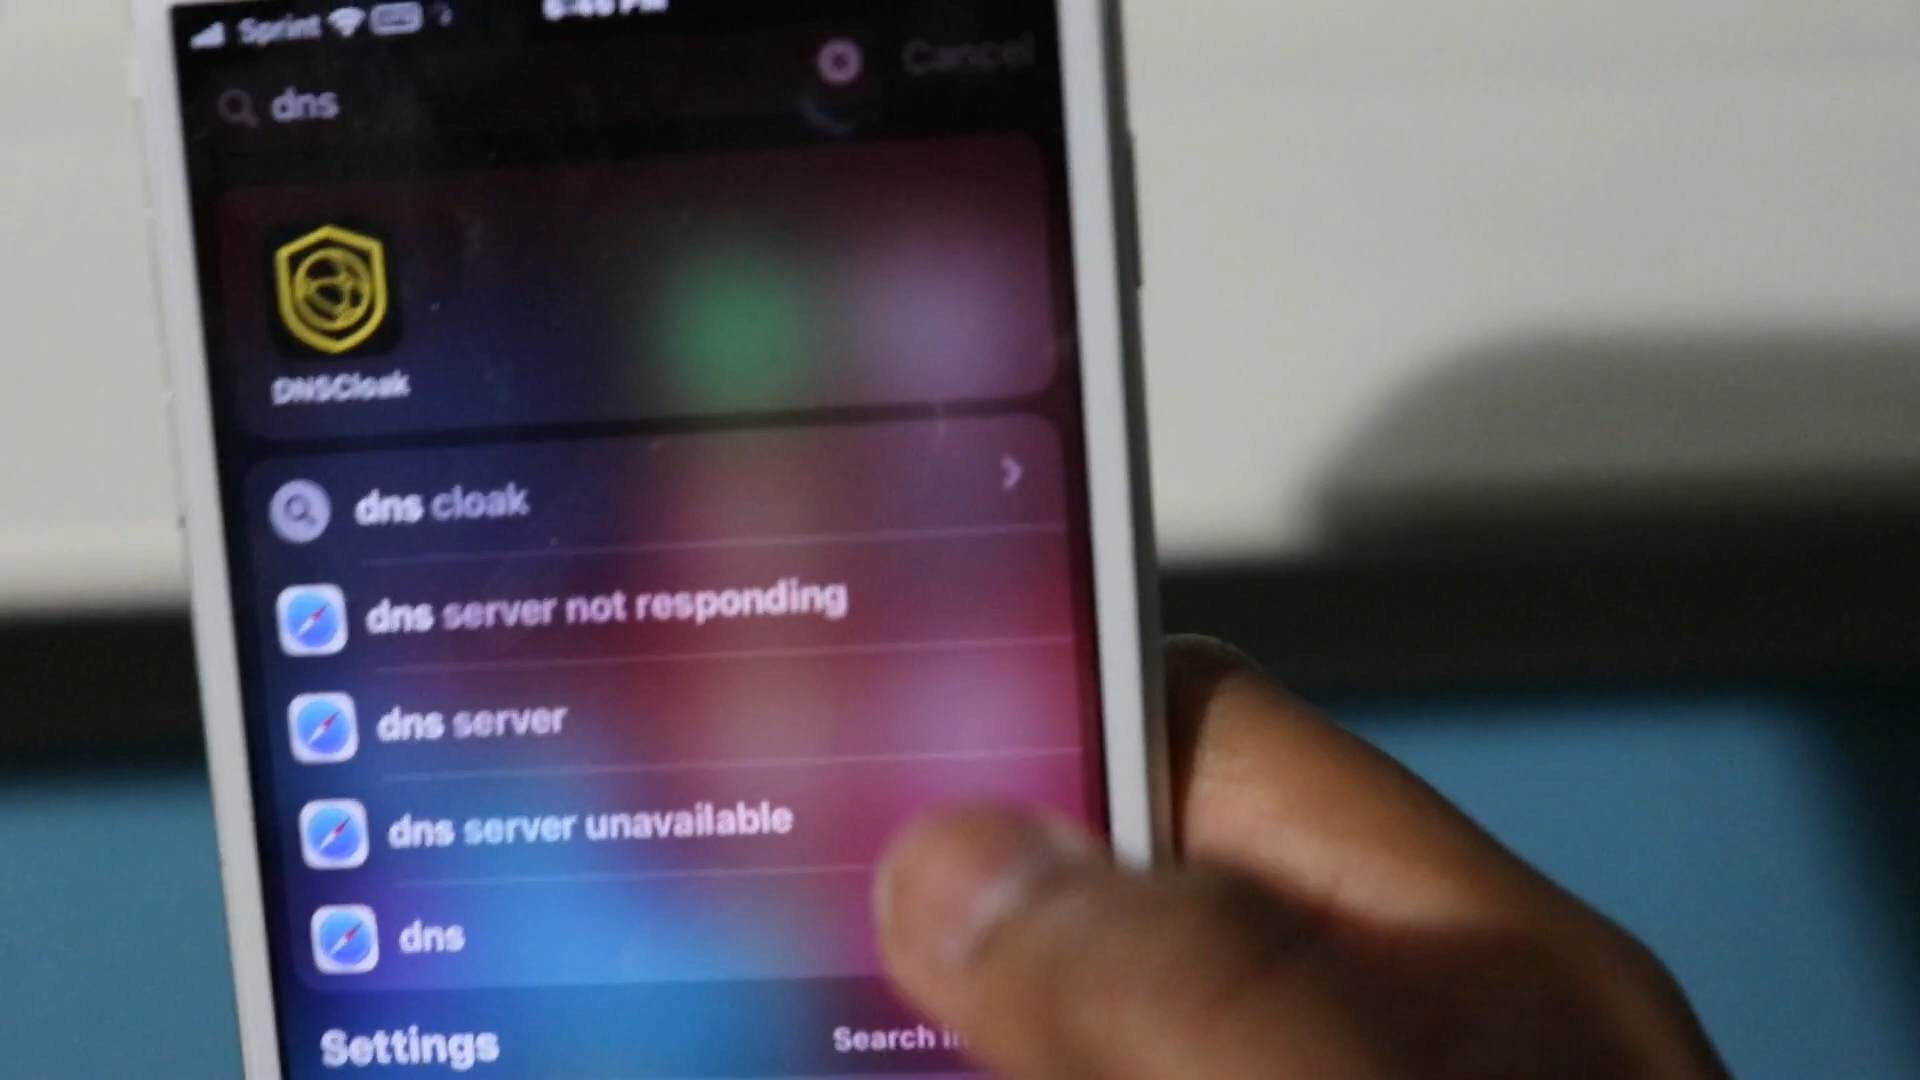 Sprint
Cancel
dns
DNSCloak
dns cloak
dns server not responding
dns server
dns server unavailable
dns
Settings
Search